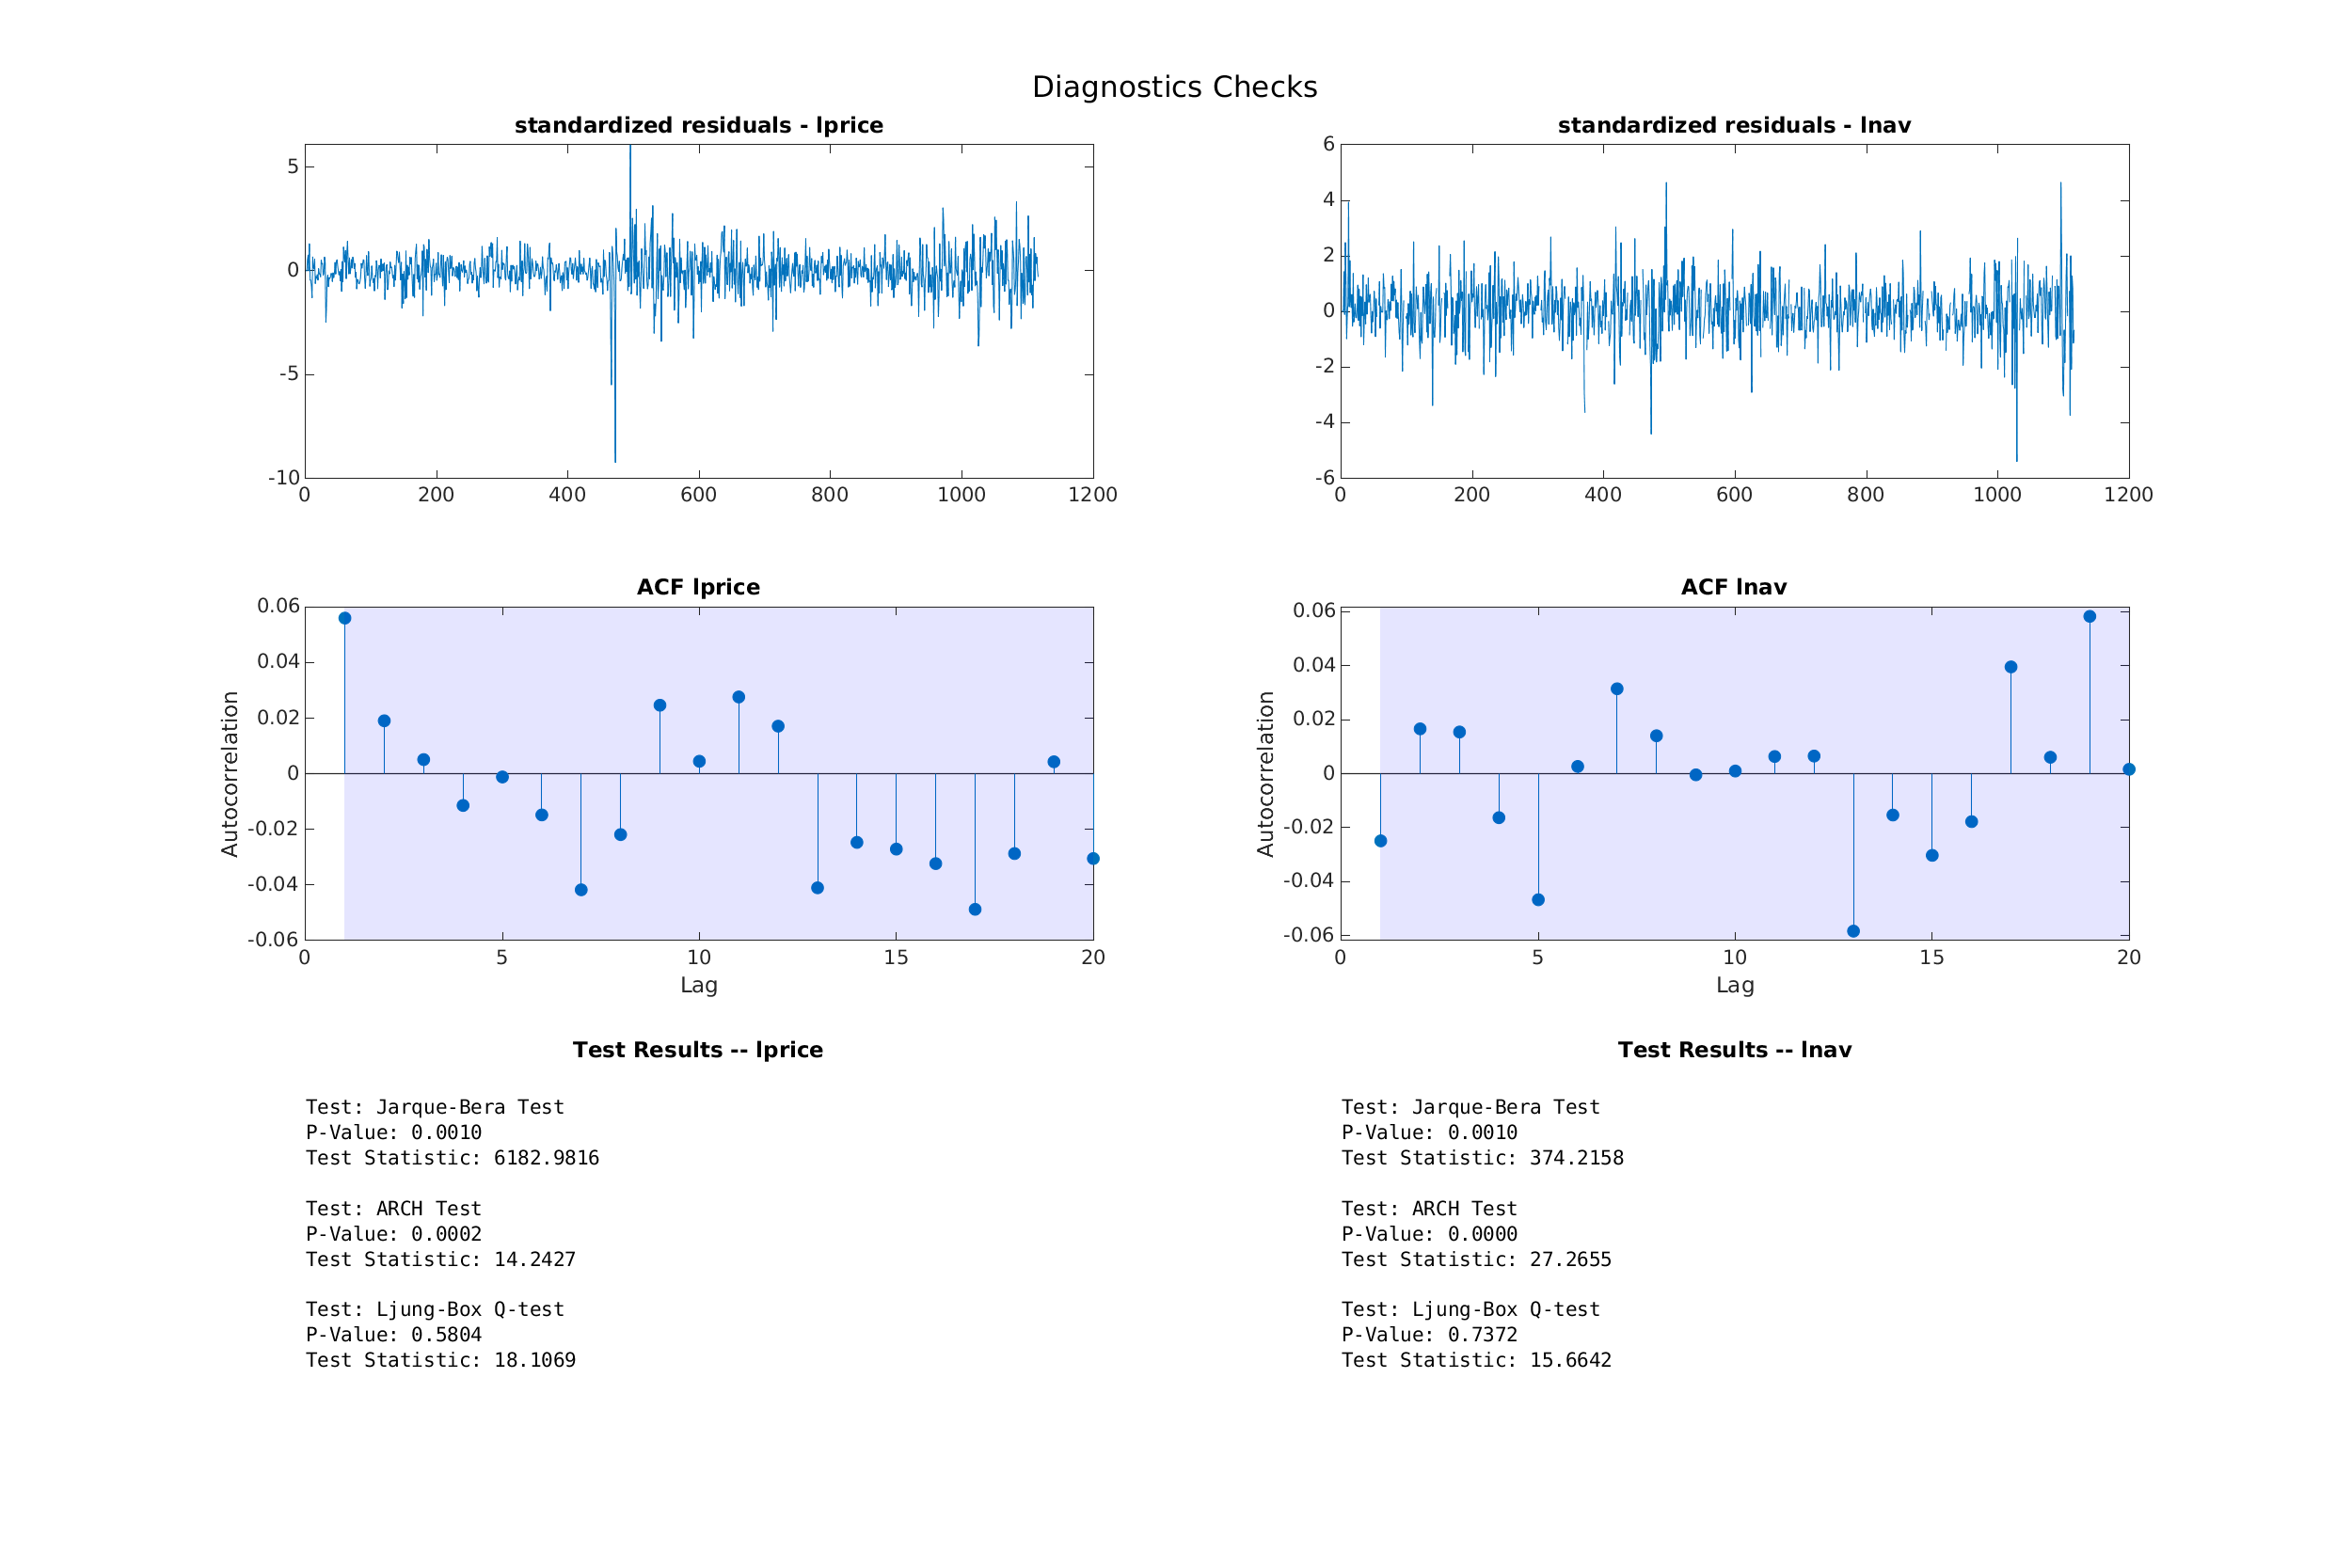 Diagnostics Checks
standardized residuals - lprice
5
0
-5
-10
0 200 400 600 800 1000 1200
standardized residuals - lnav
6
4
2
0
-2
-4
-6
0 200 400 600 800 1000 1200
ACF lprice
Autocorrelation
0.06
0.04
0.02
0
-0.02
-0.04
-0.06
0 5 10 15 20
Lag
ACF lnav
Autocorrelation
0.06
0.04
0.02
0
-0.02
-0.04
-0.06
0 5 10 15 20
Lag
Test Results -- lprice
Test: Jarque-Bera Test
P-Value: 0.0010
Test Statistic: 6182.9816
Test: ARCH Test
P-Value: 0.0002
Test Statistic: 14.2427
Test: Ljung-Box Q-test
P-Value: 0.5804
Test Statistic: 18.1069
Test Results -- lnav
Test: Jarque-Bera Test
P-Value: 0.0010
Test Statistic: 374.2158
Test: ARCH Test
P-Value: 0.0000
Test Statistic: 27.2655
Test: Ljung-Box Q-test
P-Value: 0.7372
Test Statistic: 15.6642